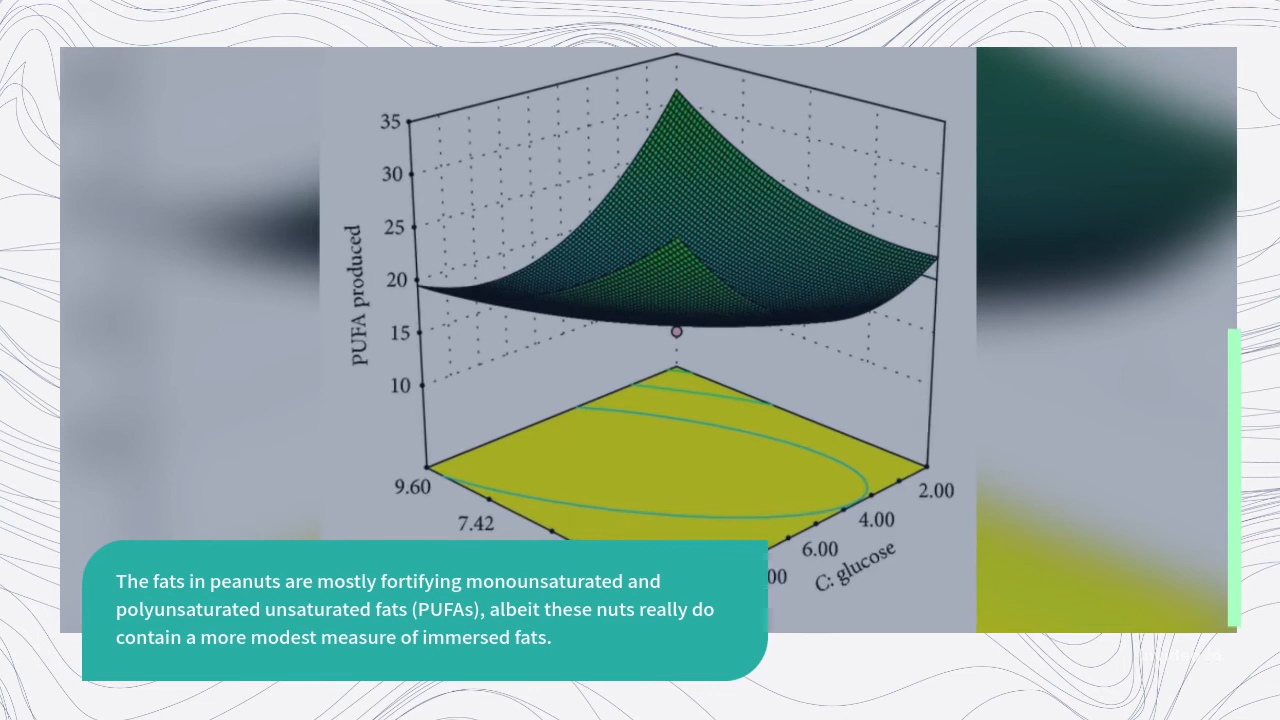 35
30
25
20
15
10
PUFA produced
9.60
7.42
2.00
4.00
6.00
00
C: glucose
The fats in peanuts are mostly fortifying monounsaturated and
polyunsaturated unsaturated fats (PUFAs), albeit these nuts really do
contain a more modest measure of immersed fats.